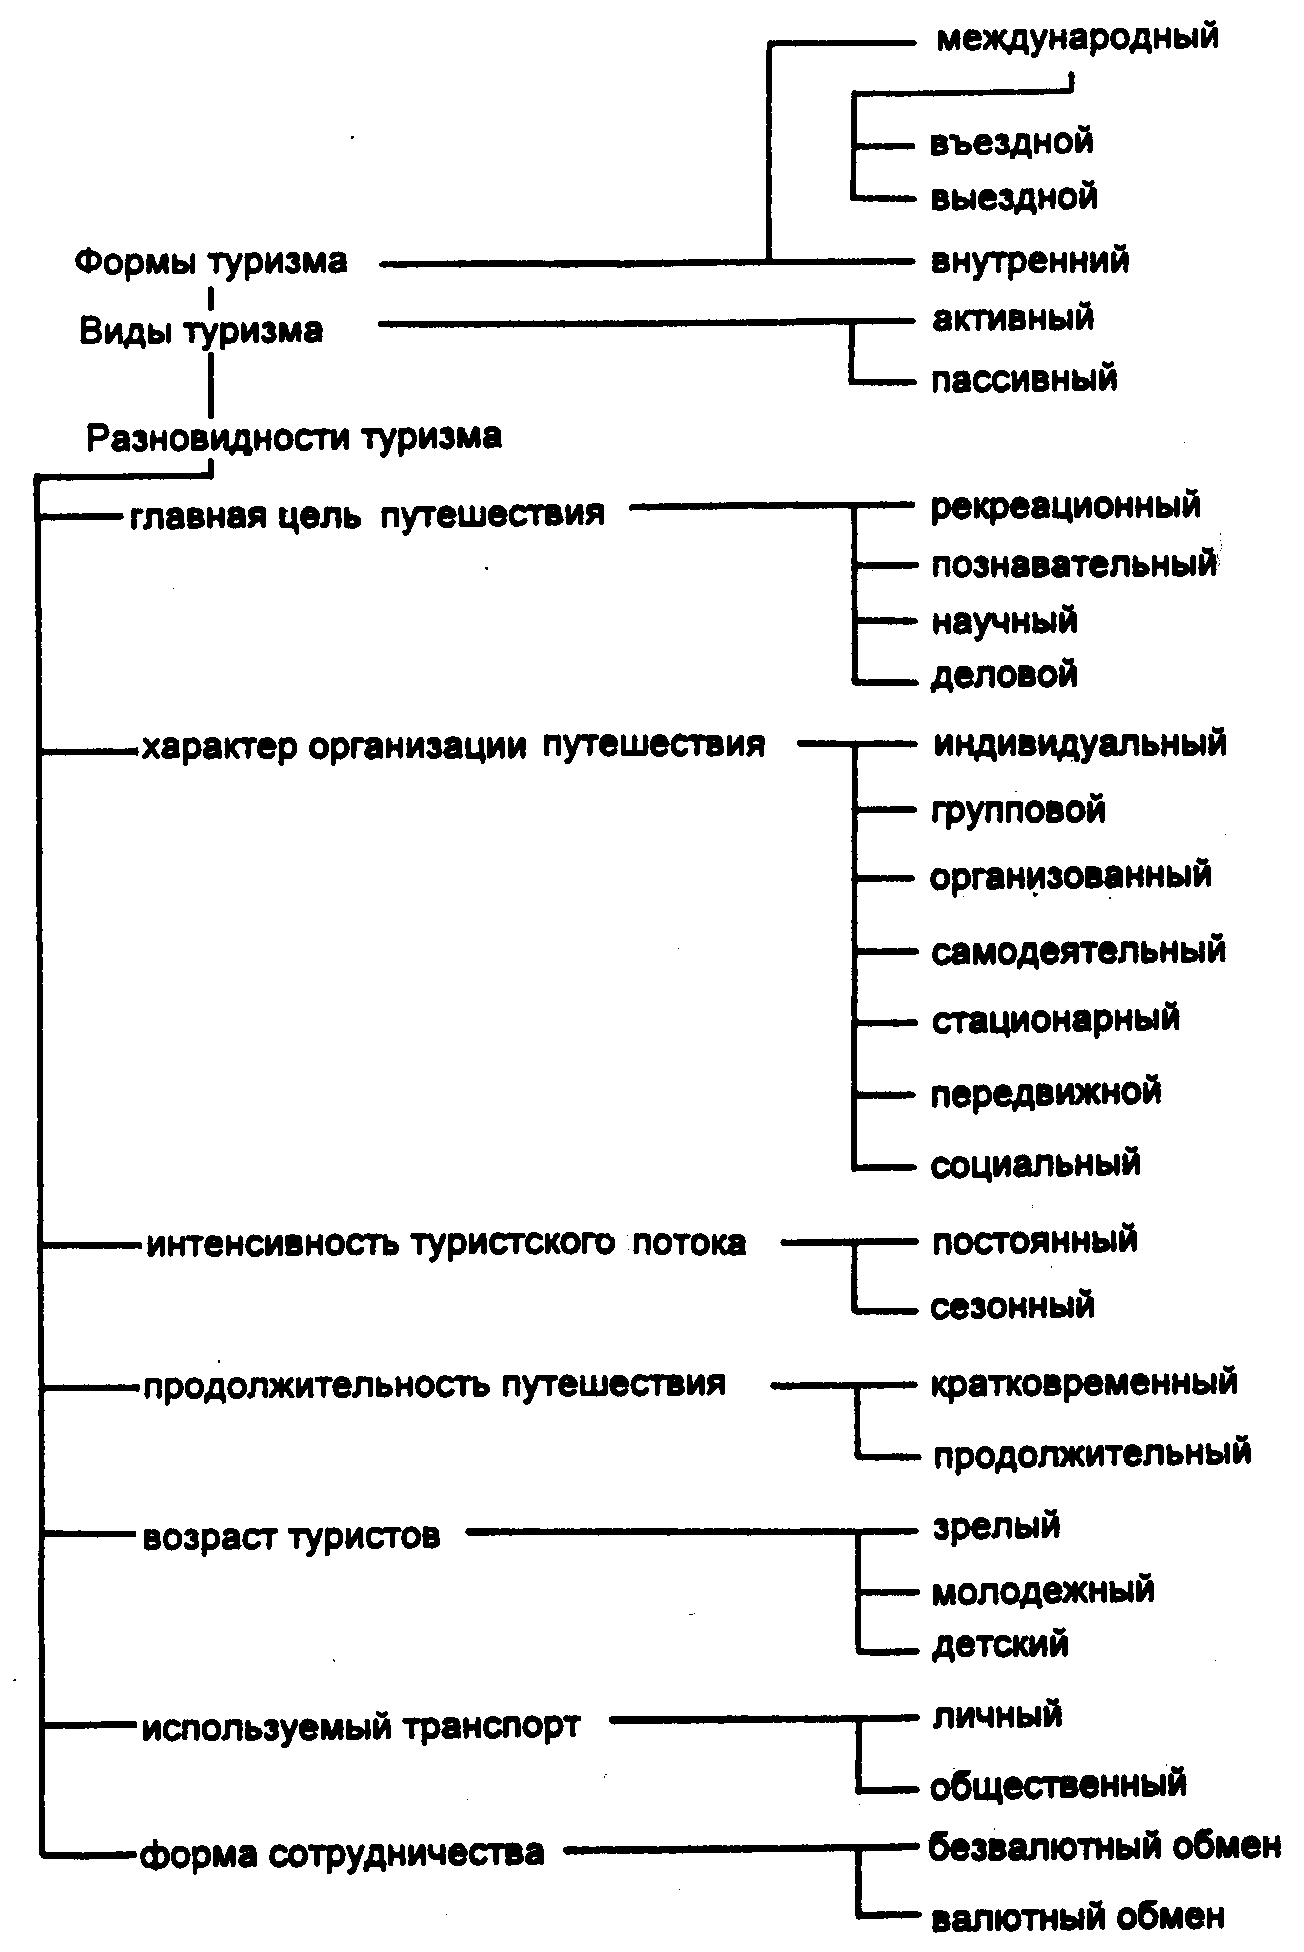 международный
въездной
выездной
Формы туризма
внутренний
Виды туризма
активный
пассивный
Разновидности туризма
главная цель путешествия
рекреационный
познавательный
научный
деловой
характер организации путешествия
индивидуальный
групповой
организованный
самодеятельный
стационарный
передвижной
социальный
интенсивность туристского потока
постоянный
сезонный
продолжительность путешествия
кратковременный
продолжительный
возраст туристов
зрелый
молодежный
детский
используемый транспорт
личный
общественный
форма сотрудничества
безвалютный обмен
валютный обмен